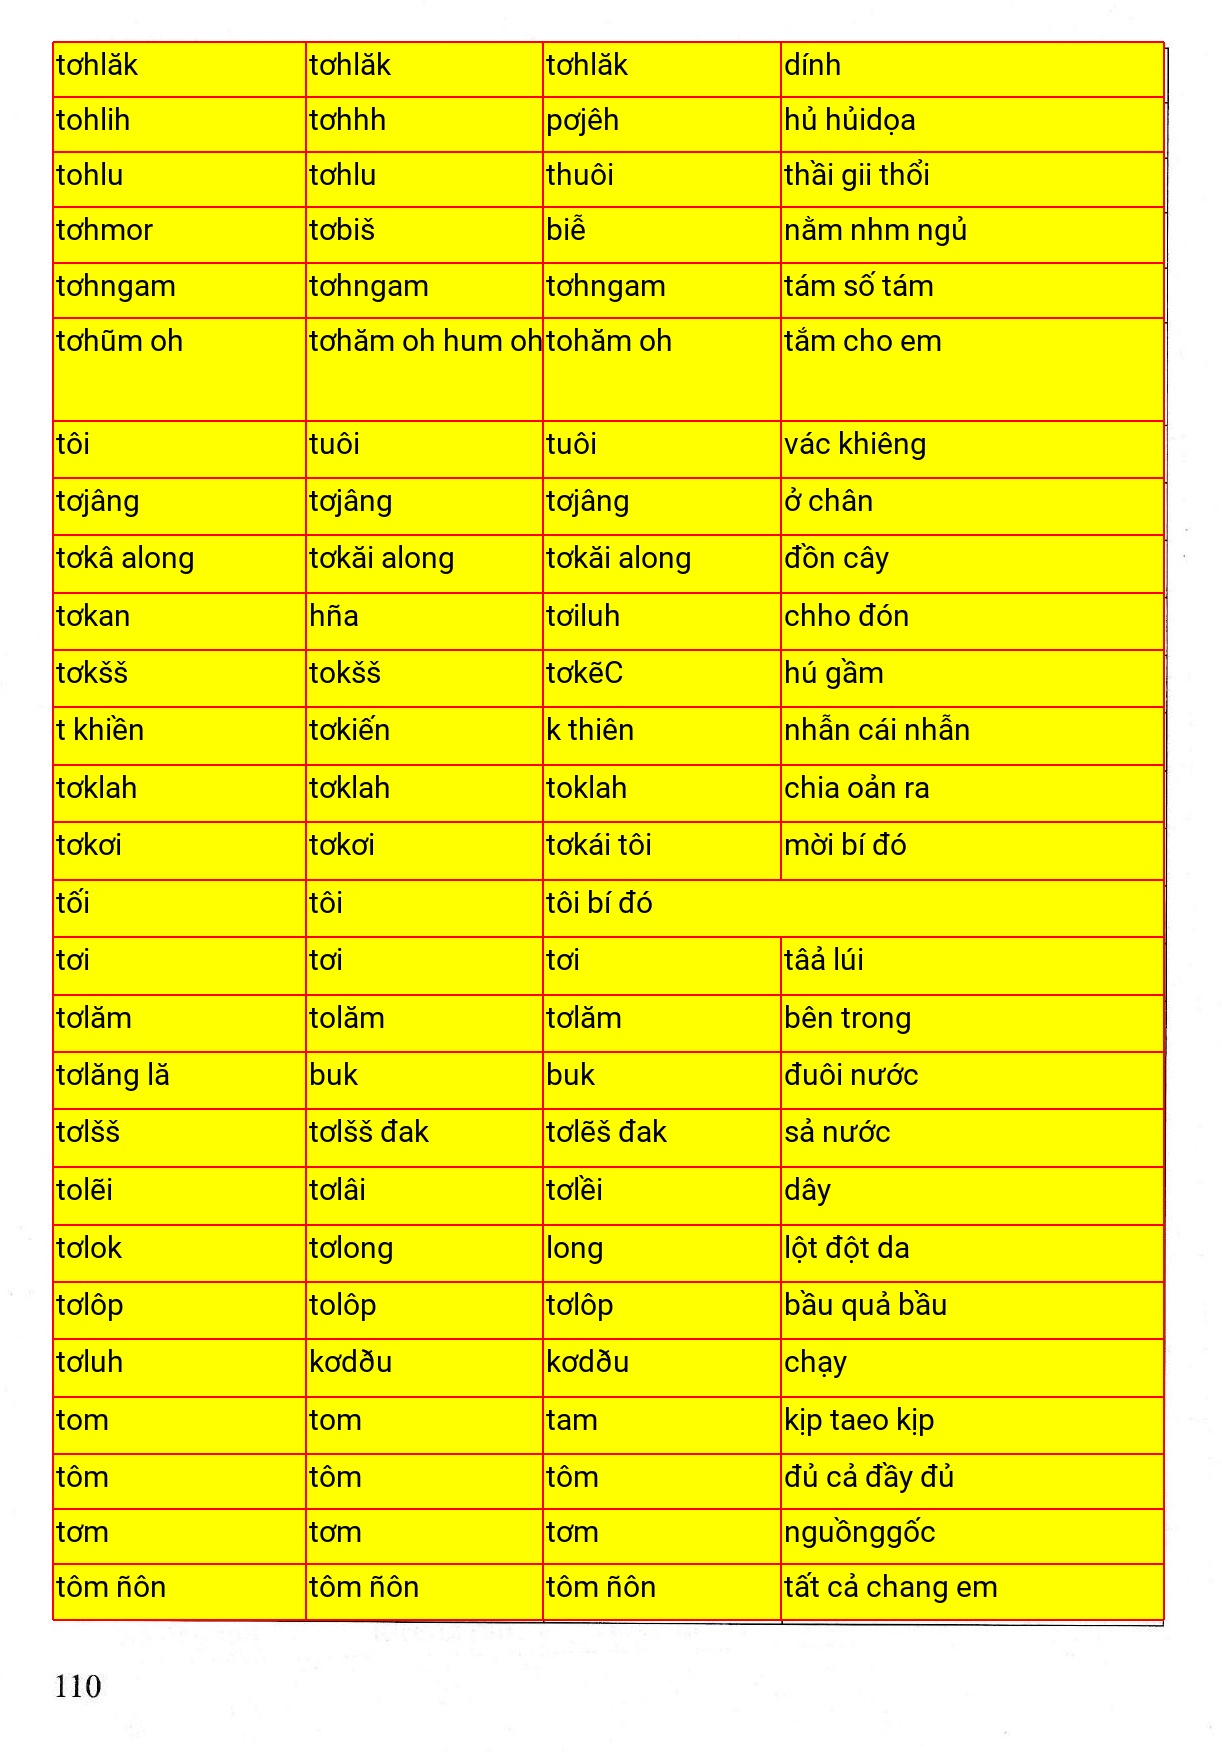 tơhlăk tơhlăk tơhlăk dính
tohlih tơhhh pơjêh hủ hủidọa
tohlu tơhlu thuôi thầi gii thổi
tơhmor tơbiš biễ nằm nhm ngủ
tơhngam tơhngam tơhngam tám số tám
tơhũm oh tơhăm oh hum oh tohăm oh tắm cho em
tôi tuôi tuôi vác khiêng
tơjâng tơjâng tơjâng ở chân
tơkâ along tơkăi along tơkăi along đồn cây
tơkan hña tơiluh chho đón
tơkšš tokšš tơkẽC hú gầm
t khiền tơkiến k thiên nhẫn cái nhẫn
tơklah tơklah toklah chia oản ra
tơkơi tơkơi tơkái tôi mời bí đó
tối tôi tôi bí đó
tơi tơi tơi tâả lúi
tơlăm tolăm tơlăm bên trong
tơlăng lă buk buk đuôi nước
tơlšš tơlšš đak tơlẽš đak sả nước
tolẽi tơlâi tơlềi dây
tơlok tơlong long lột đột da
tơlôp tolôp tơlôp bầu quả bầu
tơluh kơdðu kơdðu chạy
tom tom tam kịp taeo kịp
tôm tôm tôm đủ cả đầy đủ
tơm tơm tơm nguồnggốc
tôm ñôn tôm ñôn tôm ñôn tất cả chang em
110